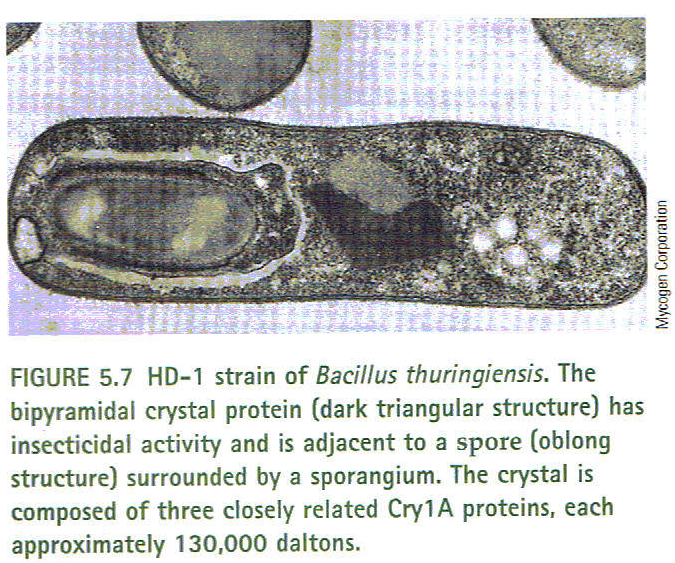 Mycogen Corporation
FIGURE 5.7 HD-1 strain of Bacillus thuringiensis. The
bipyramidal crystal protein (dark triangular structure) has
insecticidal activity and is adjacent to a spore (oblong
structure) surrounded by a sporangium. The crystal is
composed of three closely related Cry1A proteins, each
approximately 130,000 daltons.